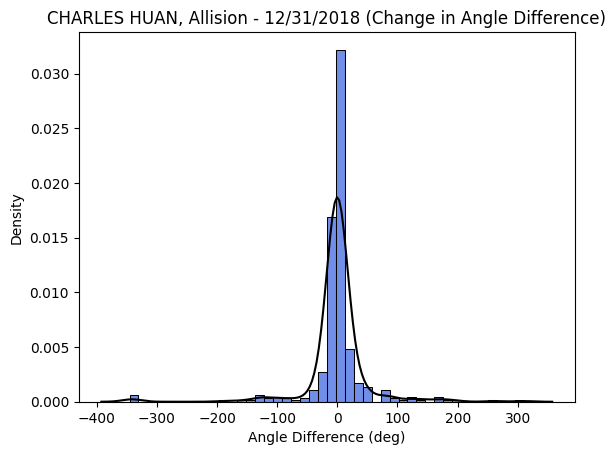 CHARLES HUAN, Allision - 12/31/2018 (Change in Angle Difference)
0.030
0.025
0.020
0.015
0.010
0.005
0.000
Density
−400 −300 −200 −100 0 100 200 300
Angle Difference (deg)